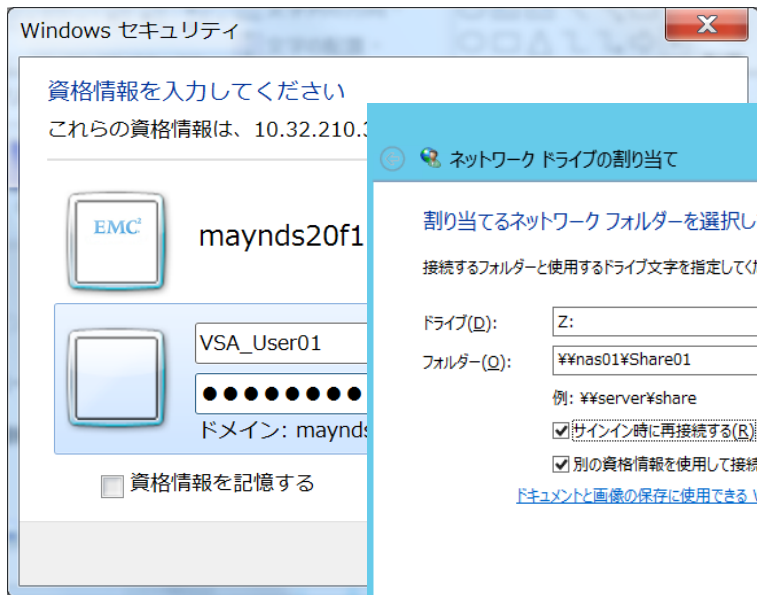 Windows セキュリティ
資格情報を入力してください
これらの資格情報は、10.32.210.
EMC²
maynds20f1
VSA_User01
●●●●●●●●●
ドメイン: maynds
資格情報を記憶する
ネットワーク ドライブの割り当て
割り当てるネットワーク フォルダーを選択し
接続するフォルダーと使用するドライブ文字を指定してく
ドライブ(D):
Z:
フォルダー(O):
¥¥nas01¥Share01
例: ¥¥server¥share
サインイン時に再接続する(R)
別の資格情報を使用して接続
ドキュメントと画像の保存に使用できる